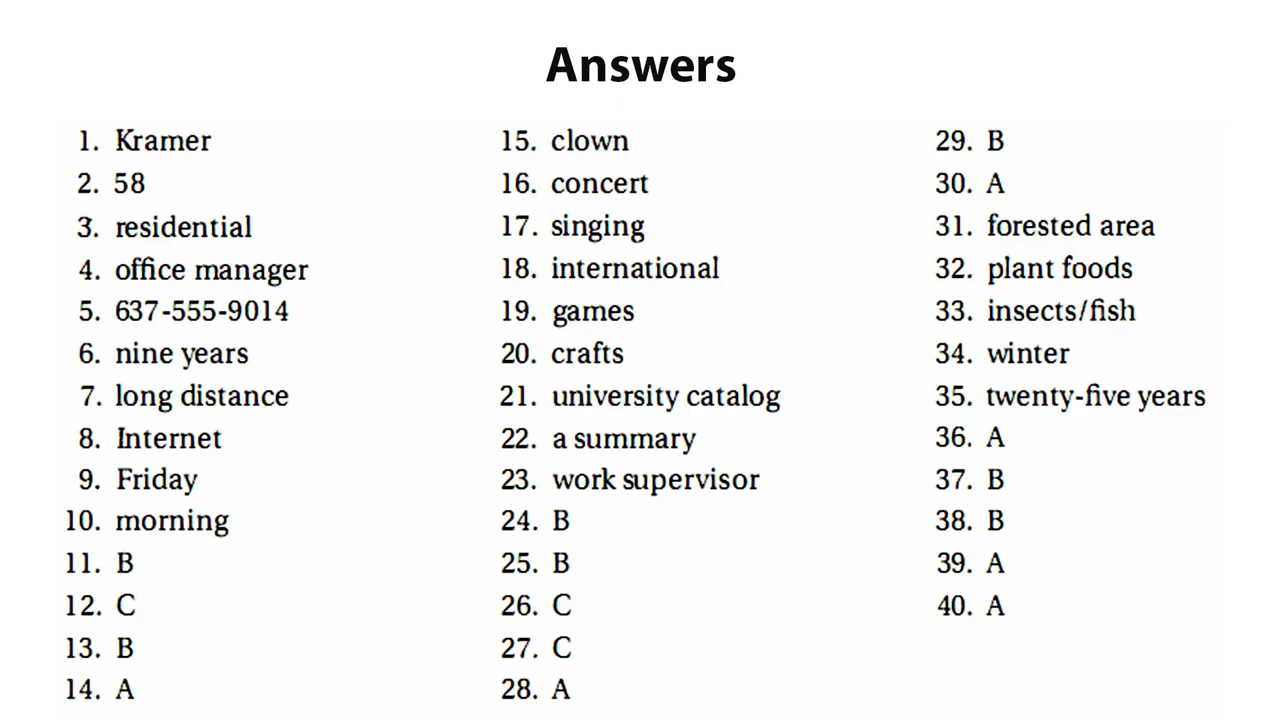 Answers
1. Kramer
2. 58
3. residential
4. office manager
5. 637-555-9014
6. nine years
7. long distance
8. Internet
9. Friday
10. morning
11. B
12. C
13. B
14. A
15. clown
16. concert
17. singing
18. international
19. games
20. crafts
21. university catalog
22. a summary
23. work supervisor
24. B
25. B
26. C
27. C
28. A
29. B
30. A
31. forested area
32. plant foods
33. insects/fish
34. winter
35. twenty-five years
36. A
37. B
38. B
39. A
40. A